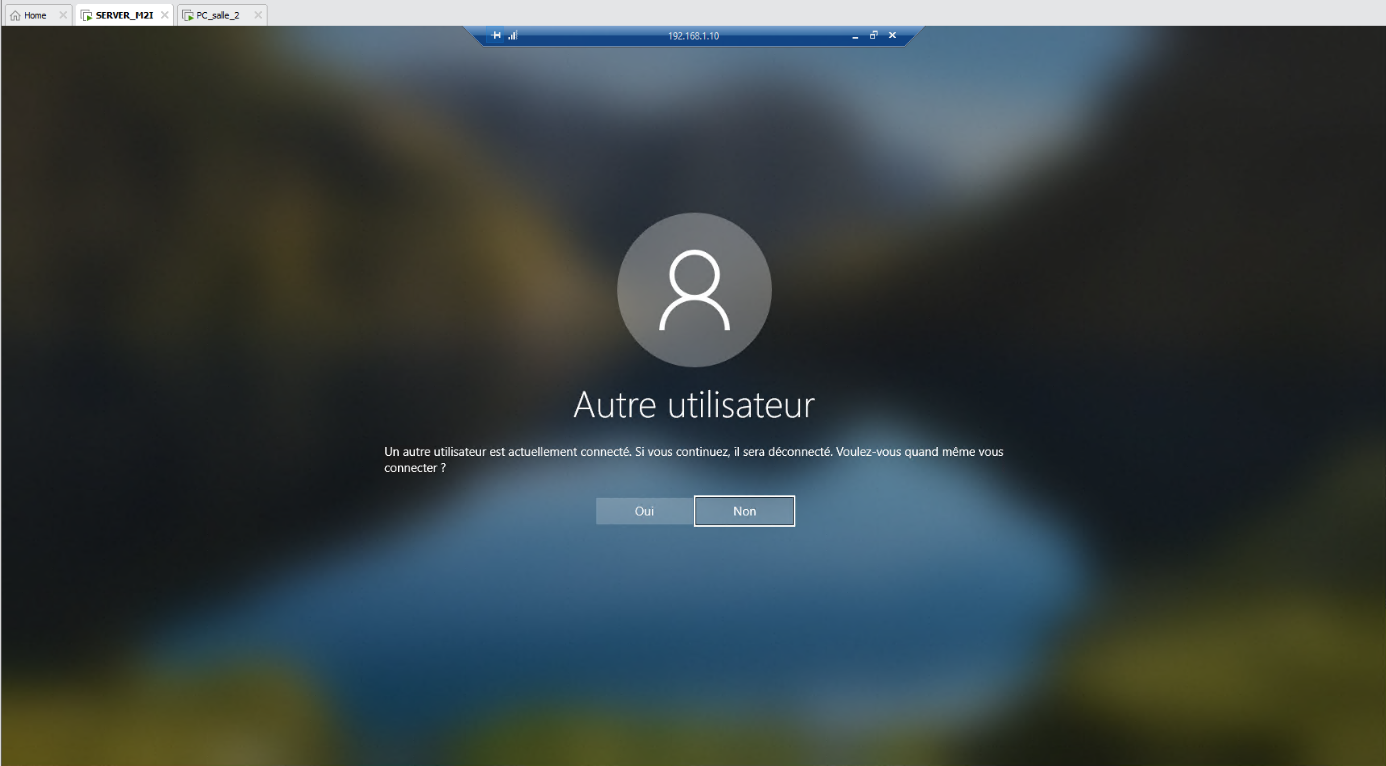 Home
SERVER_M2I
PC_salle_2
192.168.1.10
Autre utilisateur
Un autre utilisateur est actuellement connecté. Si vous continuez, il sera déconnecté. Voulez-vous quand même vous
connecter ?
Oui
Non